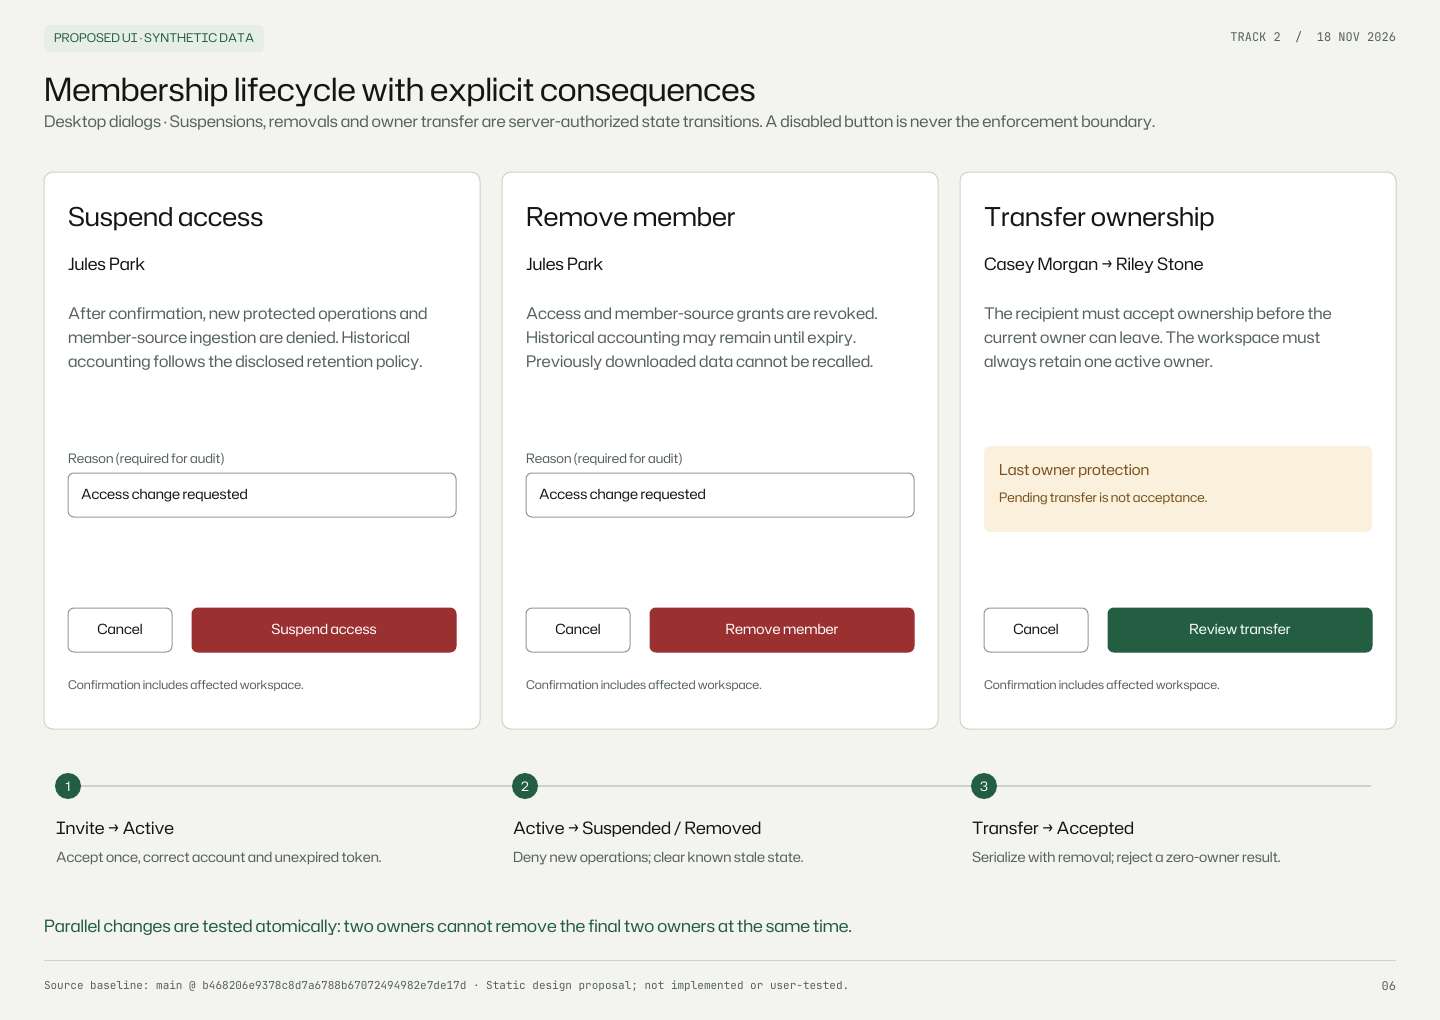 PROPOSED UI · SYNTHETIC DATA
TRACK 2 / 18 NOV 2026
Membership lifecycle with explicit consequences
Desktop dialogs · Suspensions, removals and owner transfer are server-authorized state transitions. A disabled button is never the enforcement boundary.
Suspend access
Jules Park
After confirmation, new protected operations and
member-source ingestion are denied. Historical
accounting follows the disclosed retention policy.
Reason (required for audit)
Access change requested
Cancel
Suspend access
Confirmation includes affected workspace.
Remove member
Jules Park
Access and member-source grants are revoked.
Historical accounting may remain until expiry.
Previously downloaded data cannot be recalled.
Reason (required for audit)
Access change requested
Cancel
Remove member
Confirmation includes affected workspace.
Transfer ownership
Casey Morgan → Riley Stone
The recipient must accept ownership before the
current owner can leave. The workspace must
always retain one active owner.
Last owner protection
Pending transfer is not acceptance.
Cancel
Review transfer
Confirmation includes affected workspace.
1
Invite → Active
Accept once, correct account and unexpired token.
2
Active → Suspended / Removed
Deny new operations; clear known stale state.
3
Transfer → Accepted
Serialize with removal; reject a zero-owner result.
Parallel changes are tested atomically: two owners cannot remove the final two owners at the same time.
Source baseline: main @ b468206e9378c8d7a6788b67072494982e7de17d · Static design proposal; not implemented or user-tested.
06